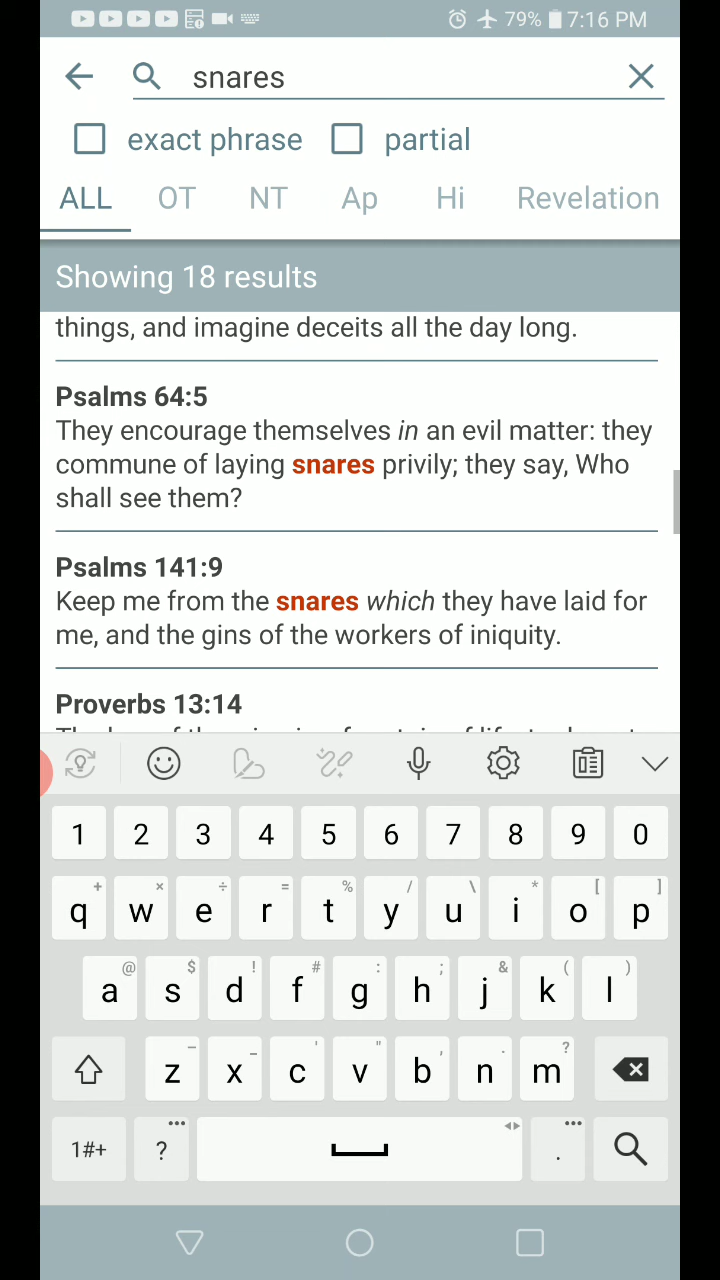 79% 7:16 PM
snares
exact phrase partial
ALL OT NT Ap Hi Revelation
Showing 18 results
things, and imagine deceits all the day long.
Psalms 64:5
They encourage themselves in an evil matter: they
commune of laying snares privily; they say, Who
shall see them?
Psalms 141:9
Keep me from the snares which they have laid for
me, and the gins of the workers of iniquity.
Proverbs 13:14
1 2 3 4 5 6 7 8 9 0
+ × ÷ = % / \ * [ ]
q w e r t y u i o p
@ $ ! # : ; & ( )
a s d f g h j k l
– _ ' " , . ?
z x c v b n m
1#+ ? .